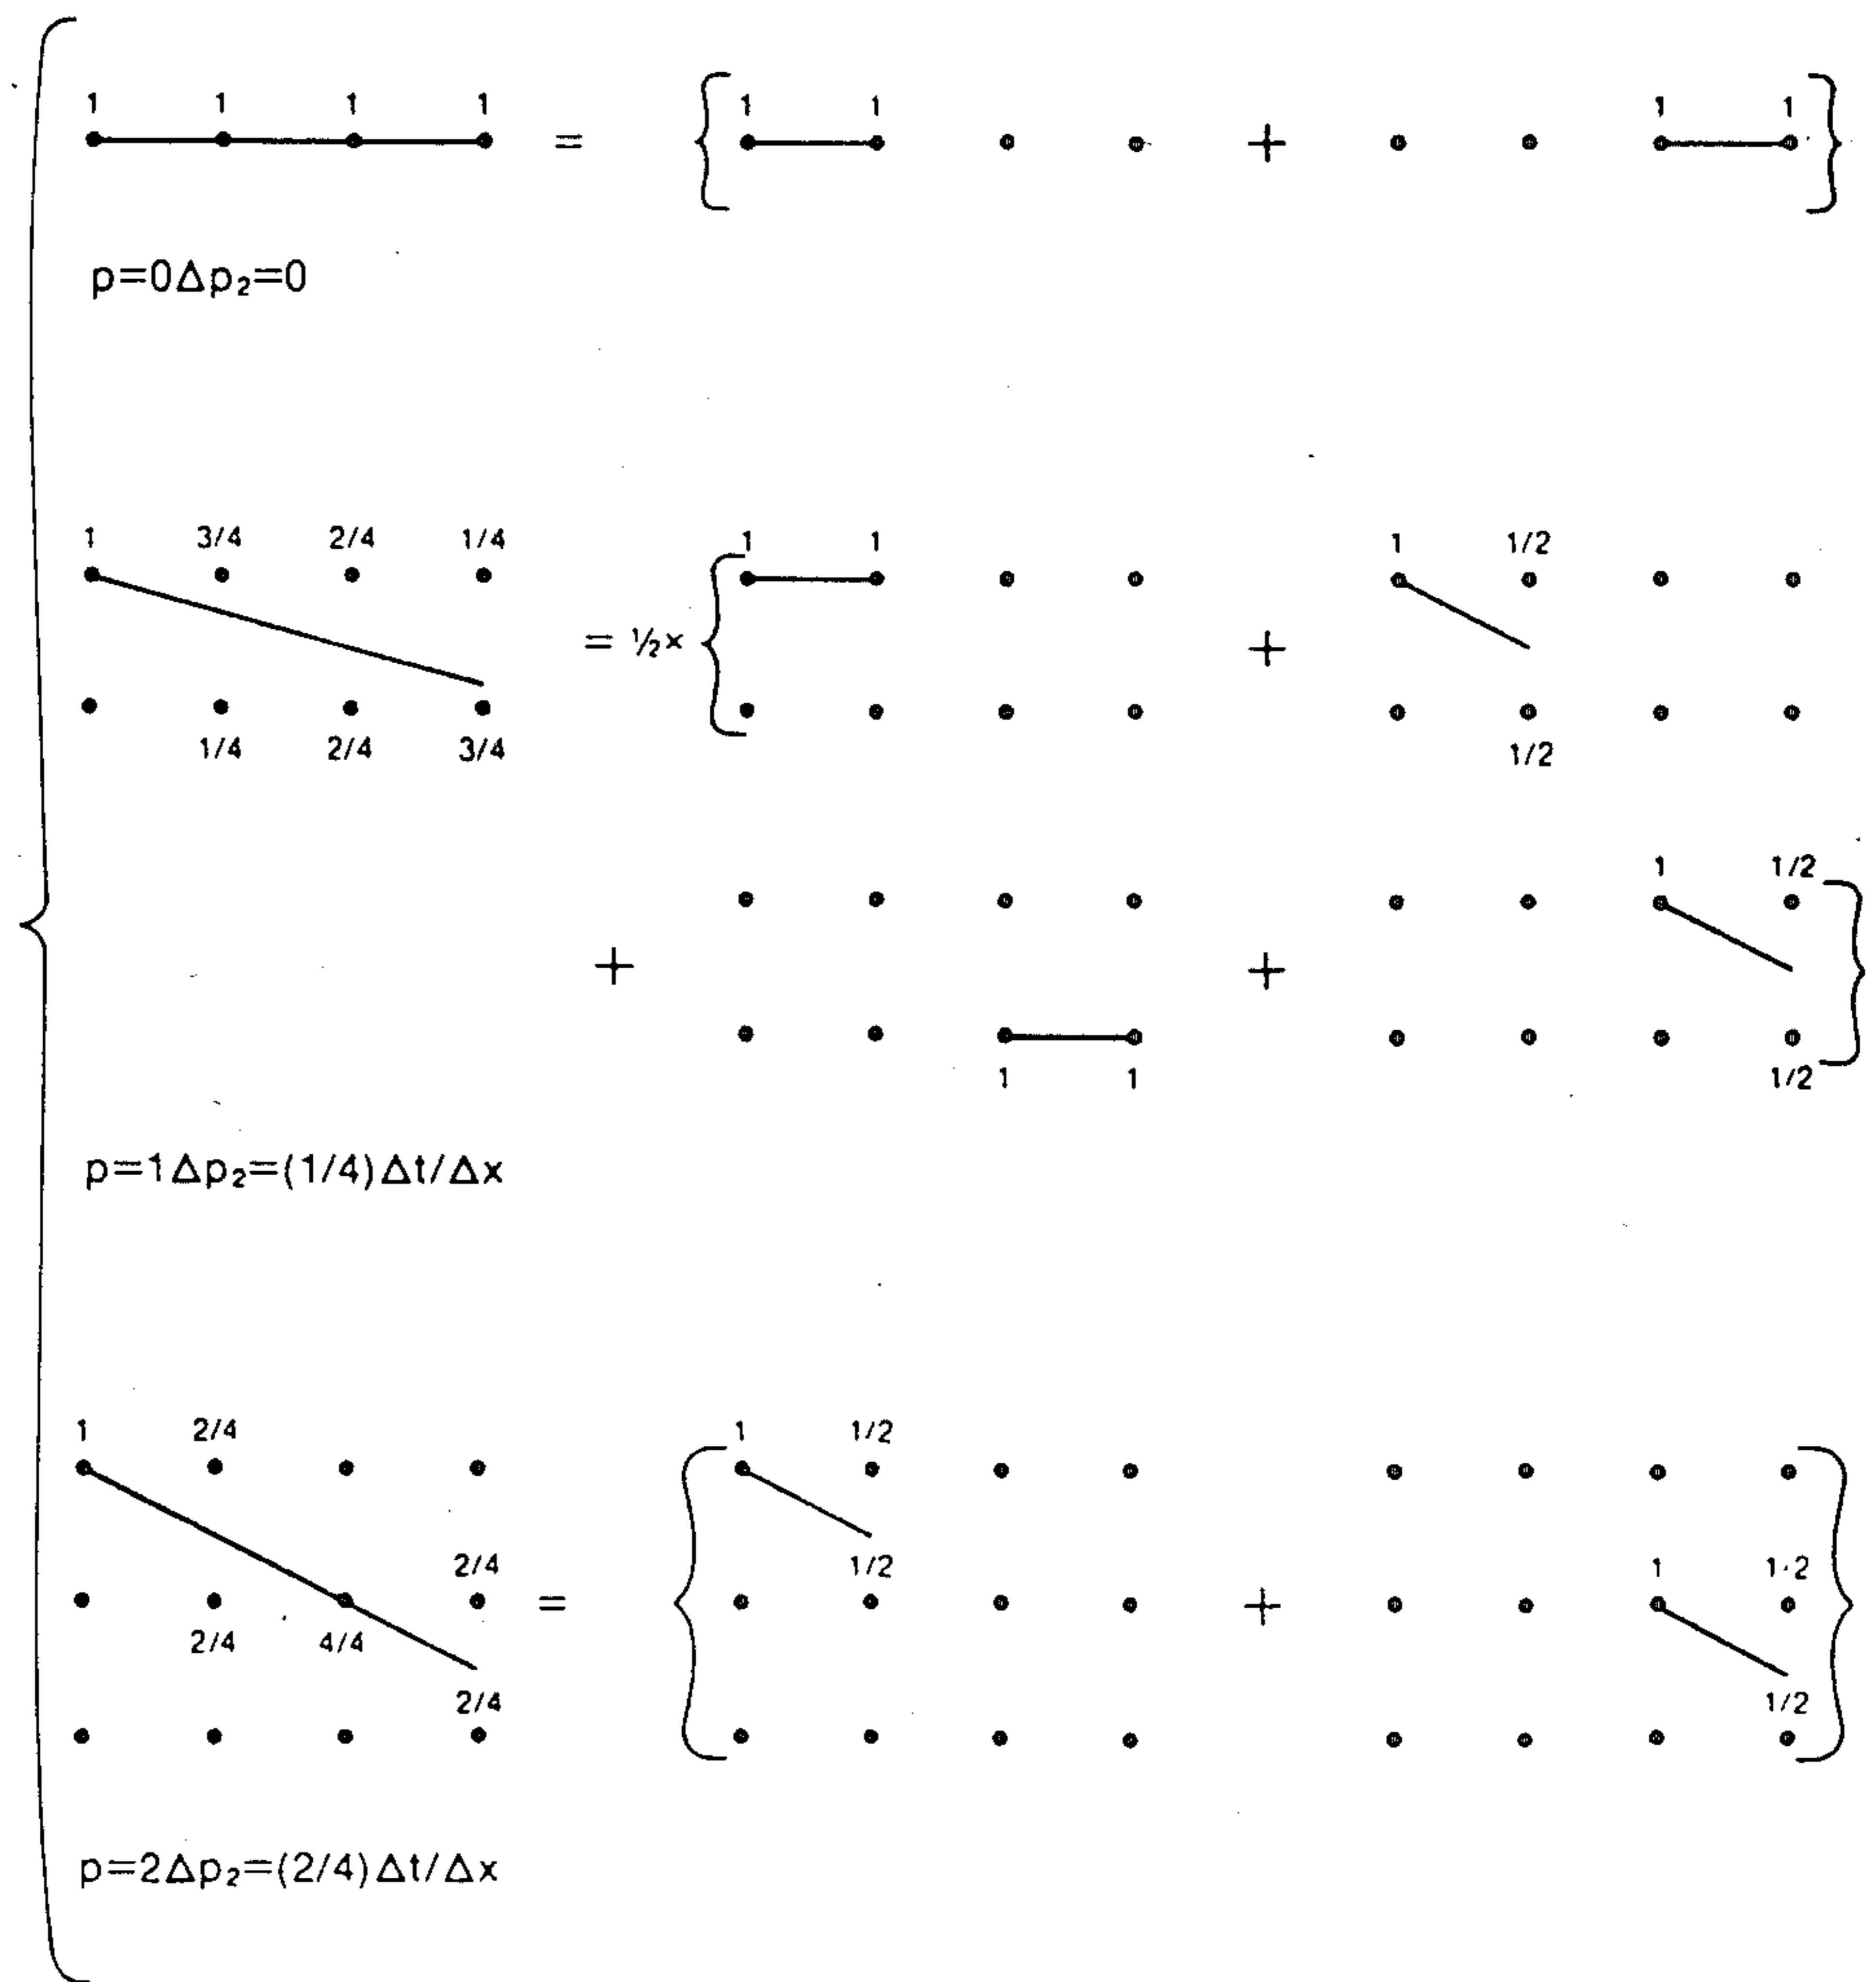 1 1 1 1 = { 1 1 + 1 1 }
p=0Δp₂=0
1 3/4 2/4 1/4 1 1 1 1/2
= ½× { +
1/4 2/4 3/4 1/2
1 1/2
+ + }
1 1 1/2
p=1Δp₂=(1/4)Δt/Δx
1 2/4 1 1/2
2/4 1/2 1 1·2
= +
2/4 4/4
2/4 1/2
p=2Δp₂=(2/4)Δt/Δx